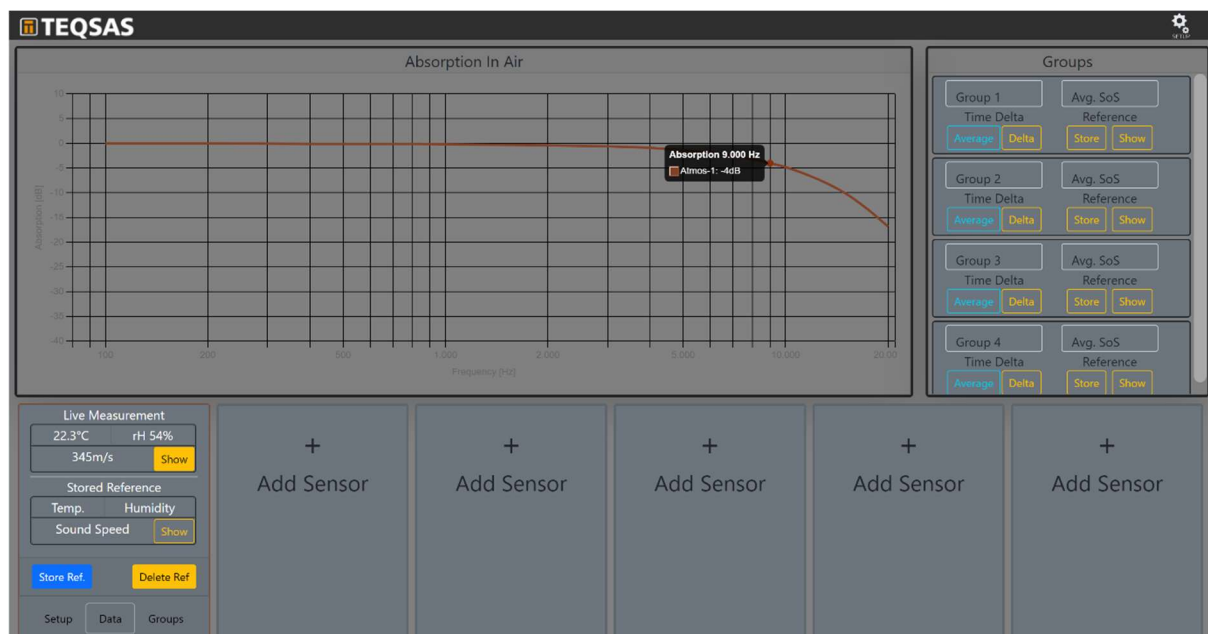 TEQSAS
SETUP
Absorption In Air
10
5
0
-5
-10
-15
-20
-25
-30
-35
-40
Absorption [dB]
100
200
500
1.000
2.000
5.000
10.000
20.00
Frequency [Hz]
Absorption 9.000 Hz
Atmos-1: -4dB
Groups
Group 1 Avg. SoS
Time Delta Reference
Average Delta Store Show
Group 2 Avg. SoS
Time Delta Reference
Average Delta Store Show
Group 3 Avg. SoS
Time Delta Reference
Average Delta Store Show
Group 4 Avg. SoS
Time Delta Reference
Average Delta Store Show
Live Measurement
22.3°C rH 54%
345m/s Show
Stored Reference
Temp. Humidity
Sound Speed Show
Store Ref. Delete Ref
Setup Data Groups
+
Add Sensor
+
Add Sensor
+
Add Sensor
+
Add Sensor
+
Add Sensor